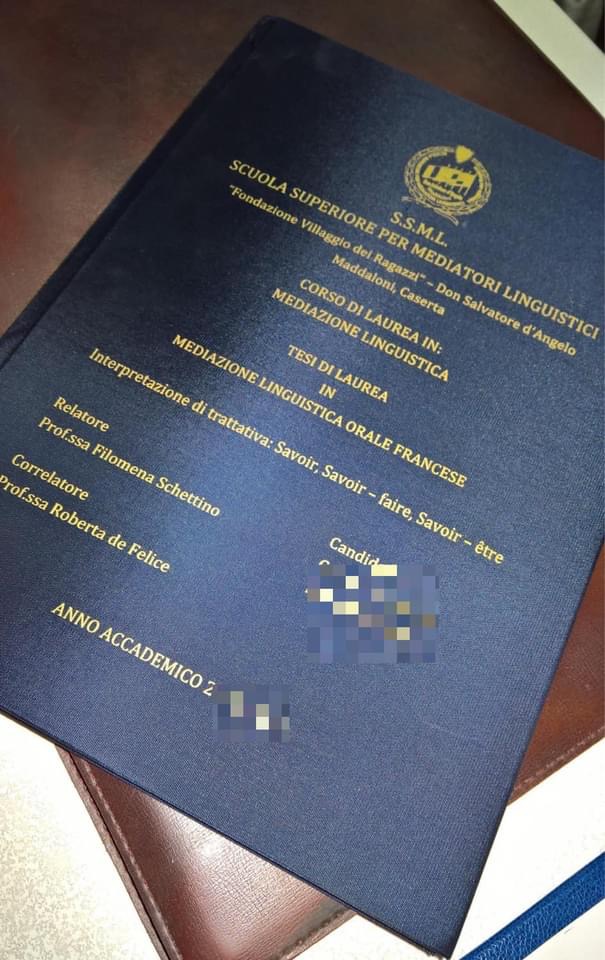 S.S.M.L.
SCUOLA SUPERIORE PER MEDIATORI LINGUISTICI
"Fondazione Villaggio dei Ragazzi" – Don Salvatore d'Angelo
Maddaloni, Caserta
CORSO DI LAUREA IN:
MEDIAZIONE LINGUISTICA
TESI DI LAUREA
IN
MEDIAZIONE LINGUISTICA ORALE FRANCESE
Interpretazione di trattativa: Savoir, Savoir – faire, Savoir – être
Relatore
Prof.ssa Filomena Schettino
Correlatore
Prof.ssa Roberta de Felice
ANNO ACCADEMICO 2